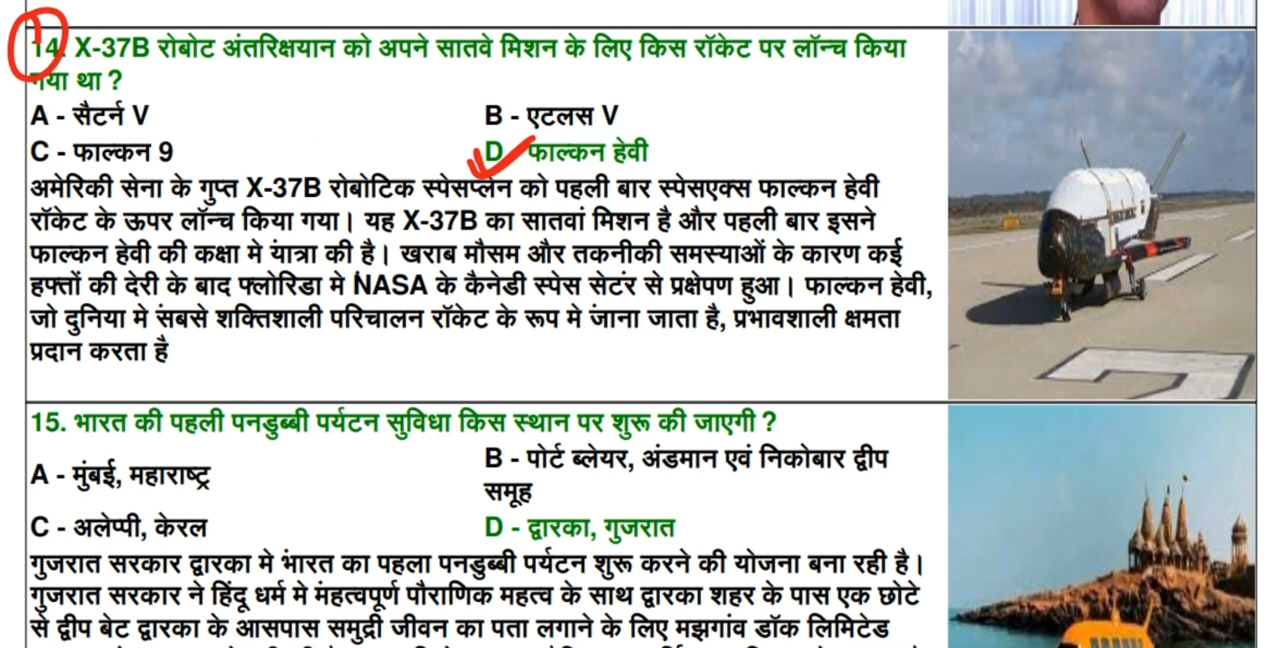 14. X-37B रोबोट अंतरिक्षयान को अपने सातवे मिशन के लिए किस रॉकेट पर लॉन्च किया
गया था ?
A - सैटर्न V
B - एटलस V
C - फाल्कन 9
D - फाल्कन हेवी
अमेरिकी सेना के गुप्त X-37B रोबोटिक स्पेसप्लेन को पहली बार स्पेसएक्स फाल्कन हेवी
रॉकेट के ऊपर लॉन्च किया गया। यह X-37B का सातवां मिशन है और पहली बार इसने
फाल्कन हेवी की कक्षा मे यंात्रा की है। खराब मौसम और तकनीकी समस्याओं के कारण कई
हफ्तों की देरी के बाद फ्लोरिडा मे NASA के कैनेडी स्पेस सेटंर से प्रक्षेपण हुआ। फाल्कन हेवी,
जो दुनिया मे संबसे शक्तिशाली परिचालन रॉकेट के रूप मे जंाना जाता है, प्रभावशाली क्षमता
प्रदान करता है
15. भारत की पहली पनडुब्बी पर्यटन सुविधा किस स्थान पर शुरू की जाएगी ?
A - मुंबई, महाराष्ट्र
B - पोर्ट ब्लेयर, अंडमान एवं निकोबार द्वीप
समूह
C - अलेप्पी, केरल
D - द्वारका, गुजरात
गुजरात सरकार द्वारका मे भंारत का पहला पनडुब्बी पर्यटन शुरू करने की योजना बना रही है।
गुजरात सरकार ने हिंदू धर्म मे मंहत्वपूर्ण पौराणिक महत्व के साथ द्वारका शहर के पास एक छोटे
से द्वीप बेट द्वारका के आसपास समुद्री जीवन का पता लगाने के लिए मझगांव डॉक लिमिटेड